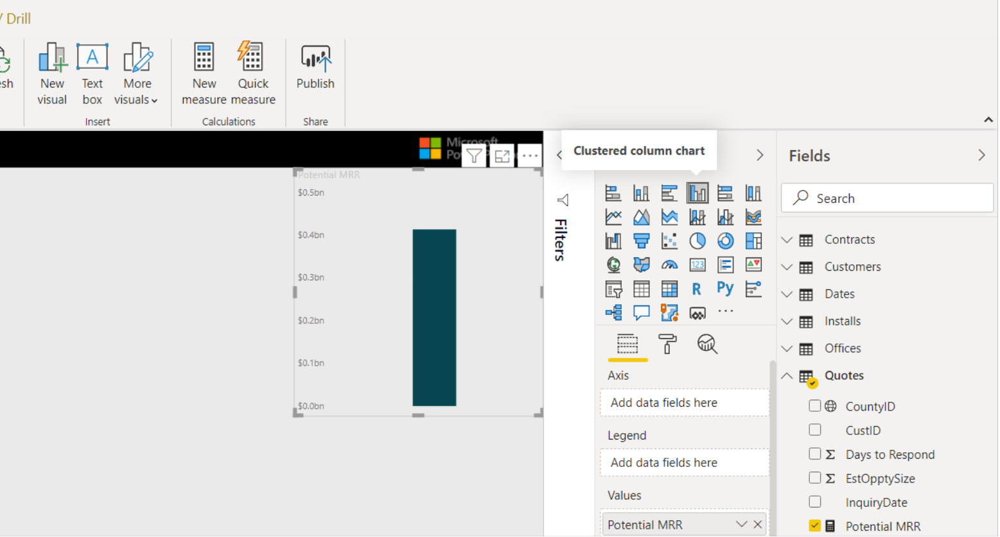 / Drill
esh
New visual
Text box
More visuals
New measure
Quick measure
Publish
Insert
Calculations
Share
Microsoft
Po
Clustered column chart
Fields
Search
Filters
Potential MRR
$0.5bn
$0.4bn
$0.3bn
$0.2bn
$0.1bn
$0.0bn
123
R
Py
Axis
Add data fields here
Legend
Add data fields here
Values
Potential MRR
Contracts
Customers
Dates
Installs
Offices
Quotes
CountyID
CustID
Σ Days to Respond
Σ EstOpptySize
InquiryDate
Potential MRR